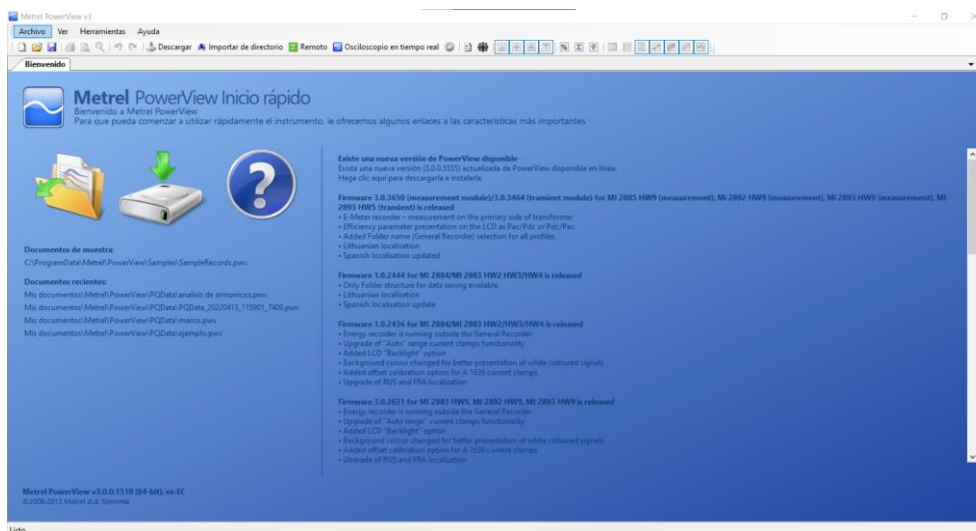 Metrel PowerView v3
Archivo Ver Herramientas Ayuda
Descargar Importar de directorio Remoto Osciloscopio en tiempo real
Bienvenido
Metrel PowerView Inicio rápido
Bienvenido a Metrel PowerView
Para que pueda comenzar a utilizar rápidamente el instrumento, le ofrecemos algunos enlaces a las características más importantes
Documentos de muestra:
C:\ProgramData\Metrel\PowerView\Samples\SampleRecords.pwv
Documentos recientes:
Mis documentos\Metrel\PowerView\PQData\analisis de armonicos.pwv
Mis documentos\Metrel\PowerView\PQData\PQData_20220413_115901_7409.pwv
Mis documentos\Metrel\PowerView\PQData\marco.pwv
Mis documentos\Metrel\PowerView\PQData\ejemplo.pwv
Existe una nueva versión de PowerView disponible
Existe una nueva versión (3.0.0.5555) actualizada de PowerView disponible en línea.
Haga clic aquí para descargarla e instalarla.
Firmware 3.0.3650 (measurement module)/3.0.3464 (transient module) for MI 2885 HW9 (measurement), MI 2892 HW9 (measurement), MI 2893 HW9 (measurement), MI
2893 HW5 (transient) is released
• E-Meter recorder – measurement on the primary side of transformer
• Efficiency parameter presentation on the LCD as Pac/Pdc or Pdc/Pac
• Added Folder name (General Recorder) selection for all profiles
• Lithuanian localisation
• Spanish localisation updated
Firmware 1.0.2444 for MI 2884/MI 2883 HW2 HW3/HW4 is released
• Only Folder structure for data saving available
• Lithuanian localisation
• Spanish localisation update
Firmware 1.0.2436 for MI 2884/MI 2883 HW2/HW3/HW4 is released
• Energy recorder is running outside the General Recorder
• Upgrade of "Auto" range current clamps functionality
• Added LCD "Backlight" option
• Background colour changed for better presentation of white coloured signals
• Added offset calibration option for A 1636 current clamps
• Upgrade of RUS and FRA localization
Firmware 3.0.3631 for MI 2883 HW9, MI 2892 HW9, MI 2893 HW9 is released
• Energy recorder is running outside the General Recorder
• Upgrade of "Auto range" current clamps functionality
• Added LCD "Backlight" option
• Background colour changed for better presentation of white coloured signals
• Added offset calibration option for A 1636 current clamps
• Upgrade of RUS and FRA localization
Metrel PowerView v3.0.0.1510 (64-bit), es-EC
©2008-2013 Metrel d.d. Slovenia
Listo